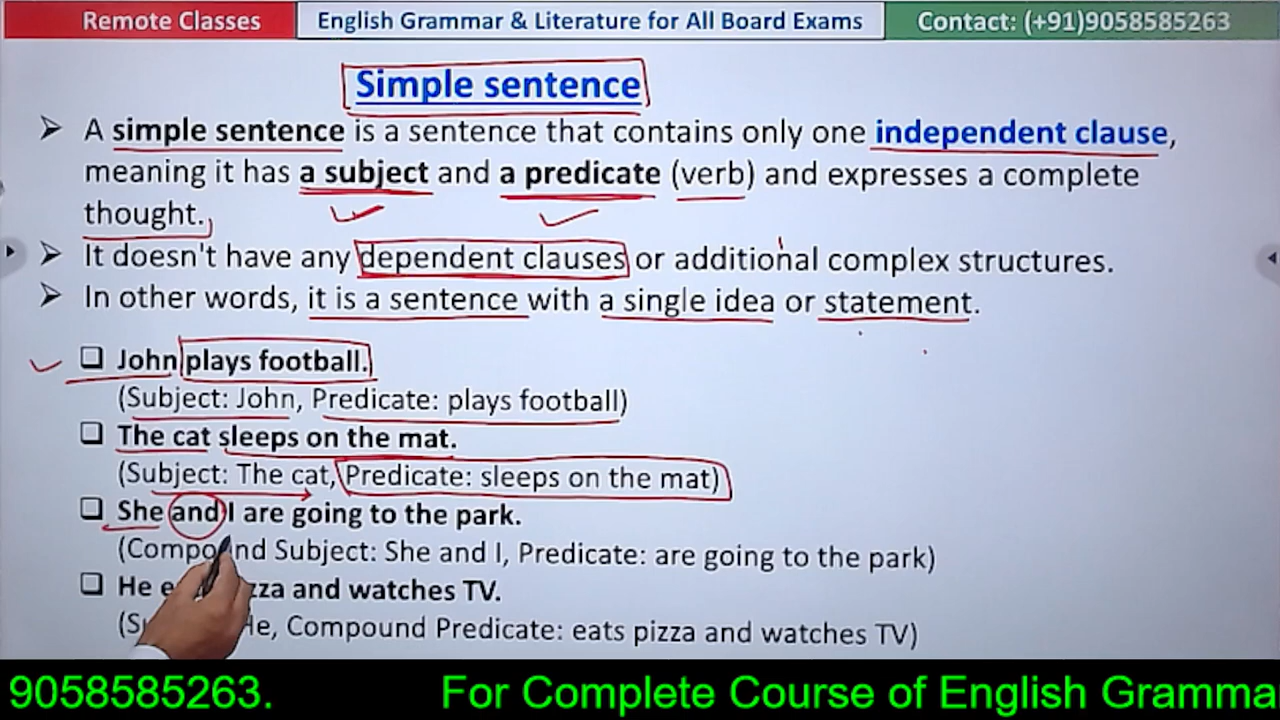 Remote Classes
English Grammar & Literature for All Board Exams
Contact: (+91)9058585263
Simple sentence
A simple sentence is a sentence that contains only one independent clause,
meaning it has a subject and a predicate (verb) and expresses a complete
thought.
It doesn't have any dependent clauses or additional complex structures.
In other words, it is a sentence with a single idea or statement.
John plays football.
(Subject: John, Predicate: plays football)
The cat sleeps on the mat.
(Subject: The cat, Predicate: sleeps on the mat)
She and I are going to the park.
(Compound Subject: She and I, Predicate: are going to the park)
He and watches TV.
Compound Predicate: eats pizza and watches TV)
9058585263. For Complete Course of English Gramma